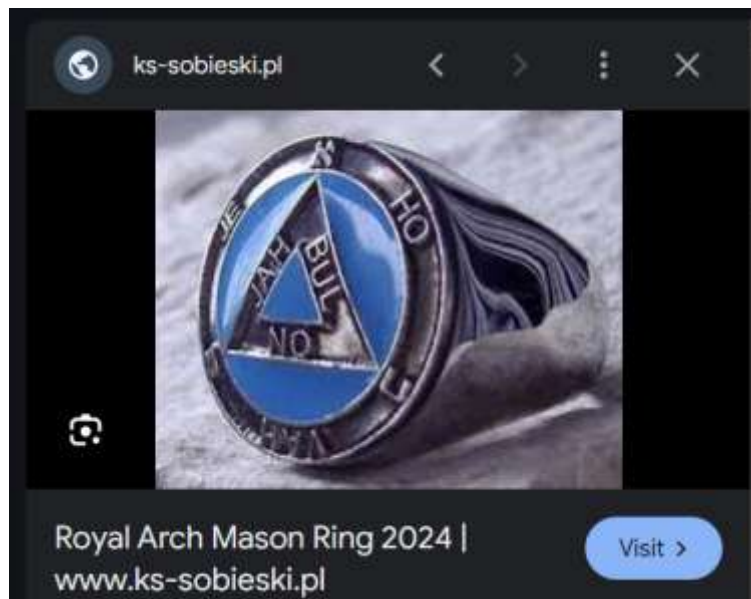 ks-sobieski.pl
JE
HO
JAH
BUL
NO
Royal Arch Mason Ring 2024 |
www.ks-sobieski.pl
Visit >